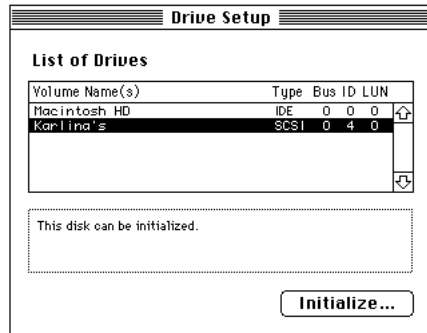 Drive Setup
List of Drives
Volume Name(s) Type Bus ID LUN
Macintosh HD IDE 0 0 0
Karlina's SCSI 0 4 0
This disk can be initialized.
Initialize...